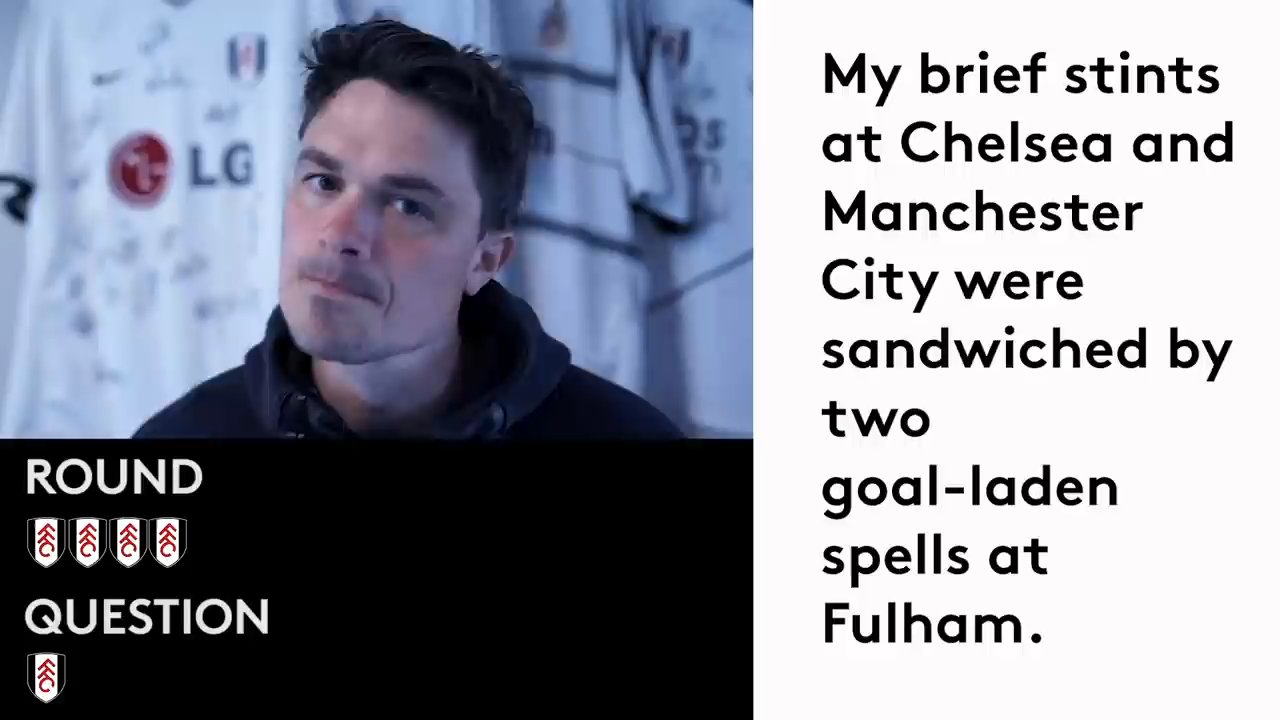 LG
ROUND
QUESTION
My brief stints
at Chelsea and
Manchester
City were
sandwiched by
two
goal-laden
spells at
Fulham.